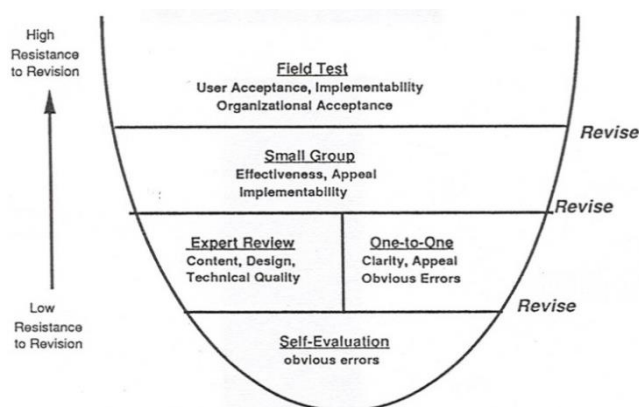 High
Resistance
to Revision
Field Test
User Acceptance, Implementability
Organizational Acceptance
Revise
Small Group
Effectiveness, Appeal
Implementability
Revise
Expert Review
Content, Design,
Technical Quality
One-to-One
Clarity, Appeal
Obvious Errors
Revise
Low
Resistance
to Revision
Self-Evaluation
obvious errors